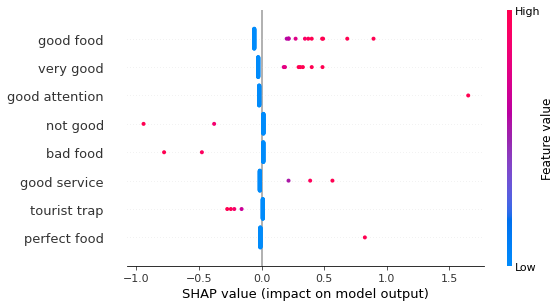 High
good food
very good
good attention
not good
bad food
good service
tourist trap
perfect food
Feature value
Low
−1.0 −0.5 0.0 0.5 1.0 1.5
SHAP value (impact on model output)